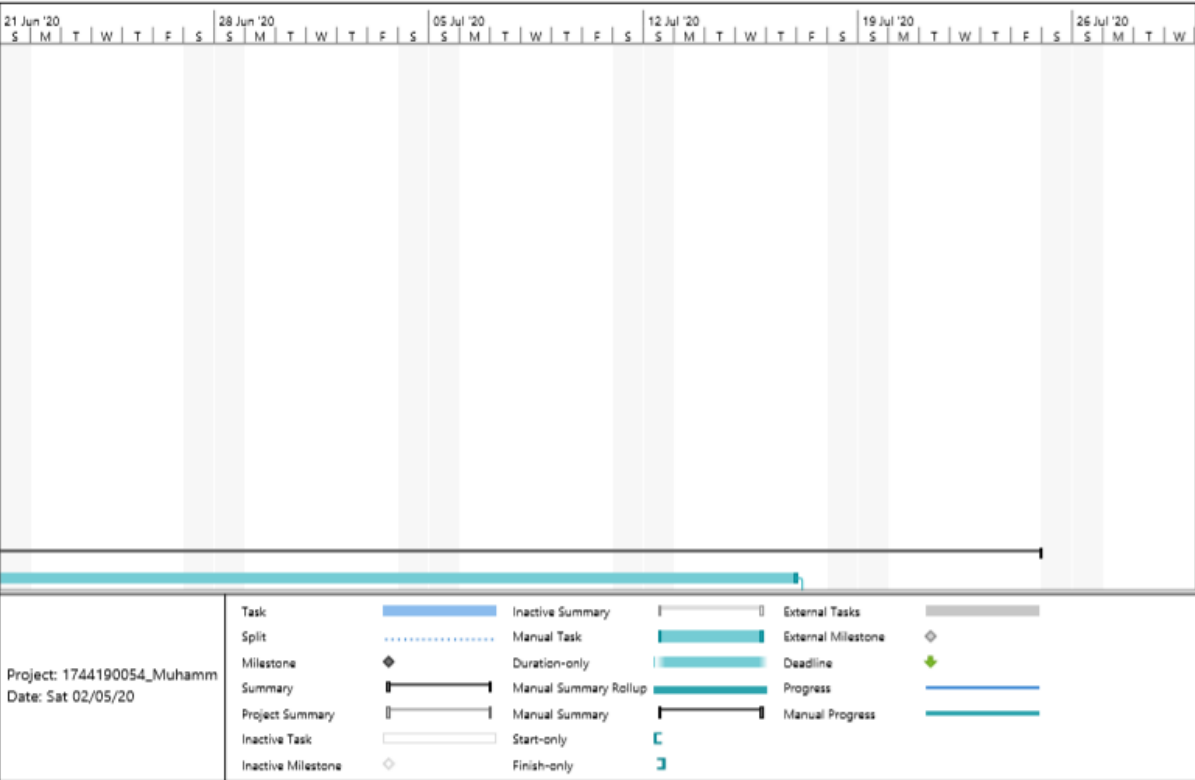 21 Jun '20 28 Jun '20 05 Jul '20 12 Jul '20 19 Jul '20 26 Jul '20
S M T W T F S S M T W T F S S M T W T F S S M T W T F S S M T W T F S S M T W
Project: 1744190054_Muhamm
Date: Sat 02/05/20
Task
Split
Milestone
Summary
Project Summary
Inactive Task
Inactive Milestone
Inactive Summary
Manual Task
Duration-only
Manual Summary Rollup
Manual Summary
Start-only
Finish-only
External Tasks
External Milestone
Deadline
Progress
Manual Progress